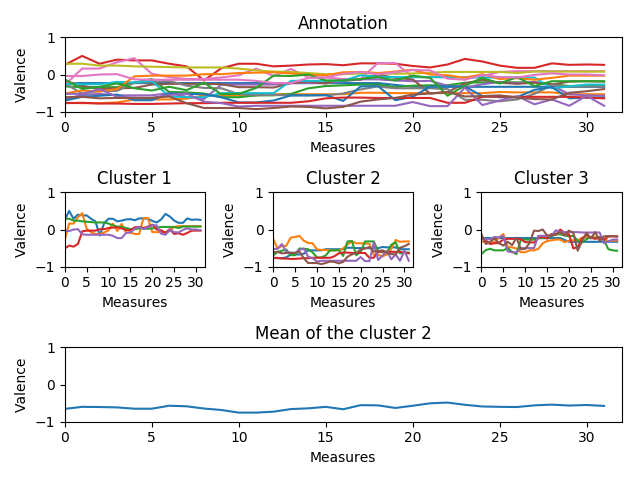 Annotation
Valence
1
0
−1
0 5 10 15 20 25 30
Measures
Cluster 1 Cluster 2 Cluster 3
Valence Valence Valence
1 1 1
0 0 0
−1 −1 −1
0 5 10 15 20 25 30 0 5 10 15 20 25 30 0 5 10 15 20 25 30
Measures Measures Measures
Mean of the cluster 2
Valence
1
0
−1
0 5 10 15 20 25 30
Measures